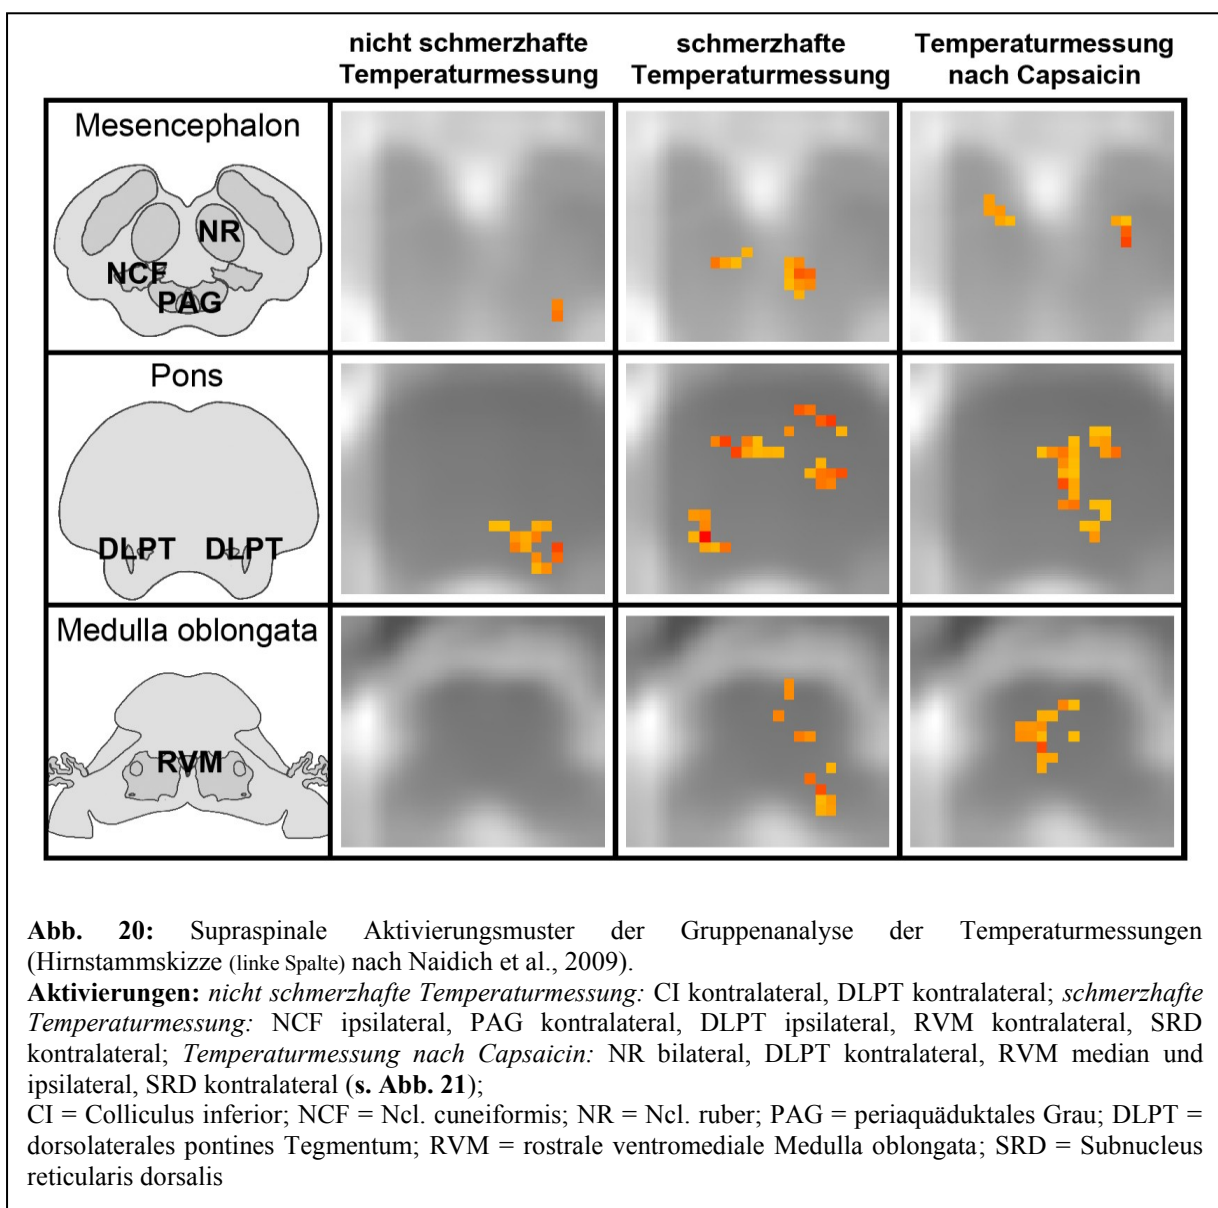 nicht schmerzhafte
Temperaturmessung
schmerzhafte
Temperaturmessung
Temperaturmessung
nach Capsaicin
Mesencephalon
NR
NCF
PAG
Pons
DLPT DLPT
Medulla oblongata
RVM
Abb. 20: Supraspinale Aktivierungsmuster der Gruppenanalyse der Temperaturmessungen
(Hirnstammskizze (linke Spalte) nach Naidich et al., 2009).
Aktivierungen: nicht schmerzhafte Temperaturmessung: CI kontralateral, DLPT kontralateral; schmerzhafte
Temperaturmessung: NCF ipsilateral, PAG kontralateral, DLPT ipsilateral, RVM kontralateral, SRD
kontralateral; Temperaturmessung nach Capsaicin: NR bilateral, DLPT kontralateral, RVM median und
ipsilateral, SRD kontralateral (s. Abb. 21);
CI = Colliculus inferior; NCF = Ncl. cuneiformis; NR = Ncl. ruber; PAG = periaquäduktales Grau; DLPT =
dorsolaterales pontines Tegmentum; RVM = rostrale ventromediale Medulla oblongata; SRD = Subnucleus
reticularis dorsalis